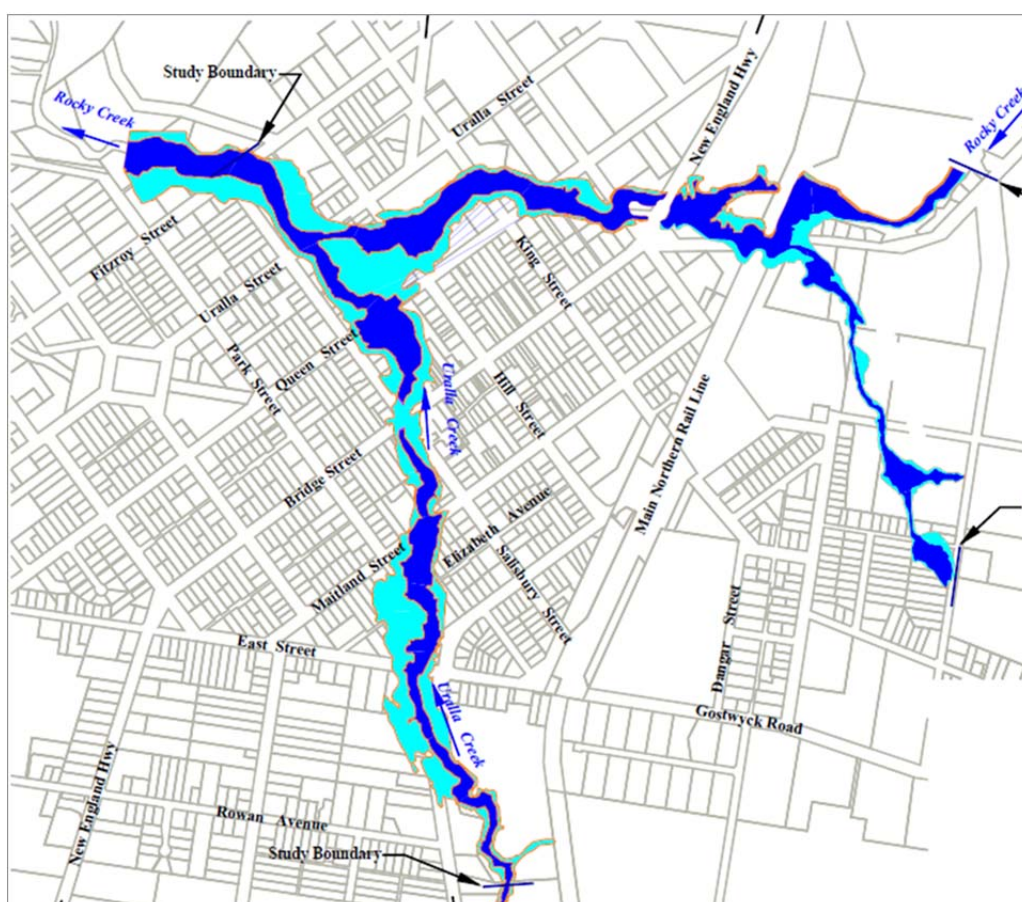 Study Boundary
Rocky Creek
Uralla Street
New England Hwy
Rocky Creek
Fitzroy Street
Uralla Street
King Street
Queen Street
Park Street
Uralla Creek
Hill Street
Main Northern Rail Line
Bridge Street
Elizabeth Avenue
Maitland Street
Salisbury Street
Dangar Street
East Street
Uralla Creek
Gostwyck Road
New England Hwy
Rowan Avenue
Study Boundary